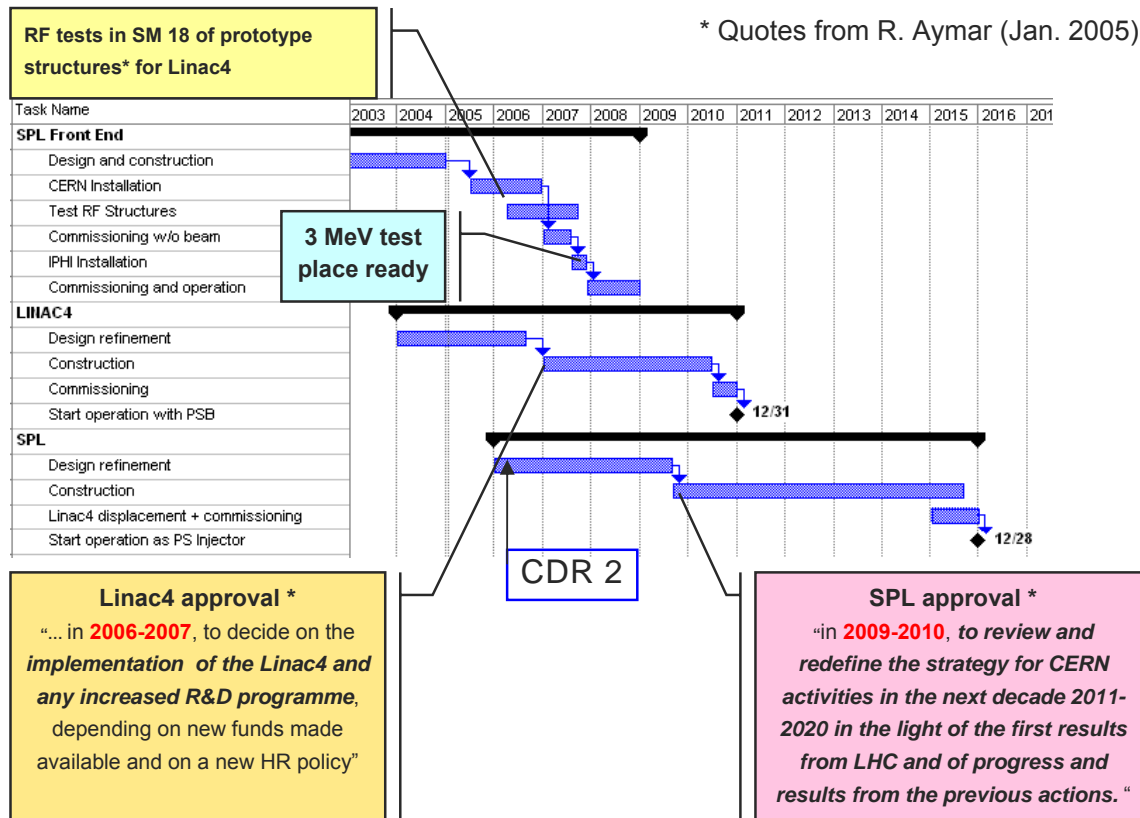 RF tests in SM 18 of prototype
structures* for Linac4
* Quotes from R. Aymar (Jan. 2005)
Task Name
2003 2004 2005 2006 2007 2008 2009 2010 2011 2012 2013 2014 2015 2016 201
SPL Front End
Design and construction
CERN Installation
Test RF Structures
Commissioning w/o beam
IPHI Installation
Commissioning and operation
3 MeV test
place ready
LINAC4
Design refinement
Construction
Commissioning
Start operation with PSB
12/31
SPL
Design refinement
Construction
Linac4 displacement + commissioning
Start operation as PS Injector
12/28
CDR 2
Linac4 approval *
“... in 2006-2007, to decide on the
implementation of the Linac4 and
any increased R&D programme,
depending on new funds made
available and on a new HR policy”
SPL approval *
“in 2009-2010, to review and
redefine the strategy for CERN
activities in the next decade 2011-
2020 in the light of the first results
from LHC and of progress and
results from the previous actions. “